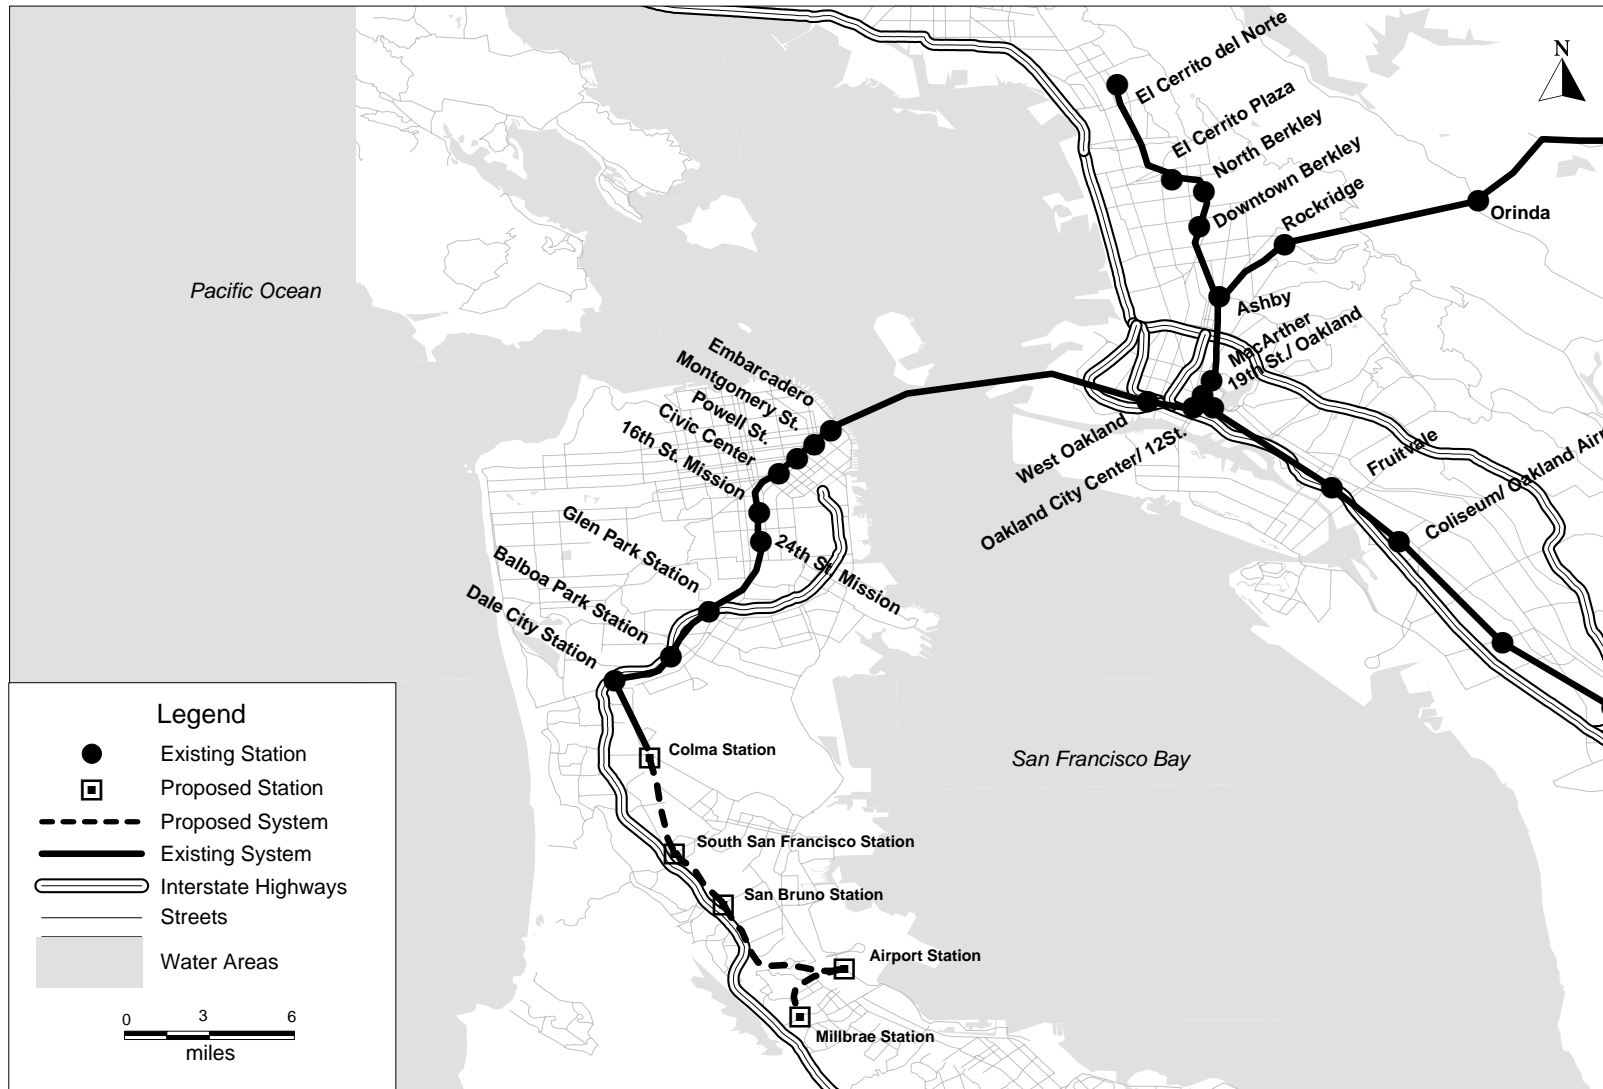 N
El Cerrito del Norte
El Cerrito Plaza
North Berkley
Downtown Berkley
Rockridge
Orinda
Pacific Ocean
Ashby
MacArther
19th St./ Oakland
Embarcadero
Montgomery St.
Powell St.
Civic Center
16th St. Mission
West Oakland
Oakland City Center/ 12St.
Fruitvale
Coliseum/ Oakland Airp
Glen Park Station
24th St. Mission
Balboa Park Station
Dale City Station
San Francisco Bay
Colma Station
South San Francisco Station
San Bruno Station
Airport Station
Millbrae Station
Legend
Existing Station
Proposed Station
Proposed System
Existing System
Interstate Highways
Streets
Water Areas
0 3 6
miles